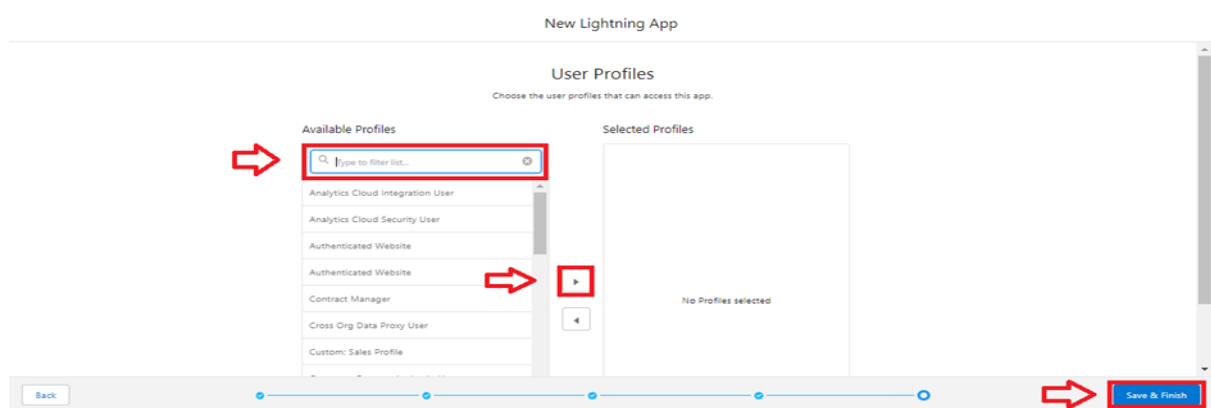 New Lightning App
User Profiles
Choose the user profiles that can access this app.
Available Profiles
Selected Profiles
Type to filter list...
Analytics Cloud Integration User
Analytics Cloud Security User
Authenticated Website
Authenticated Website
Contract Manager
No Profiles selected
Cross Org Data Proxy User
Custom: Sales Profile
Back
Save & Finish